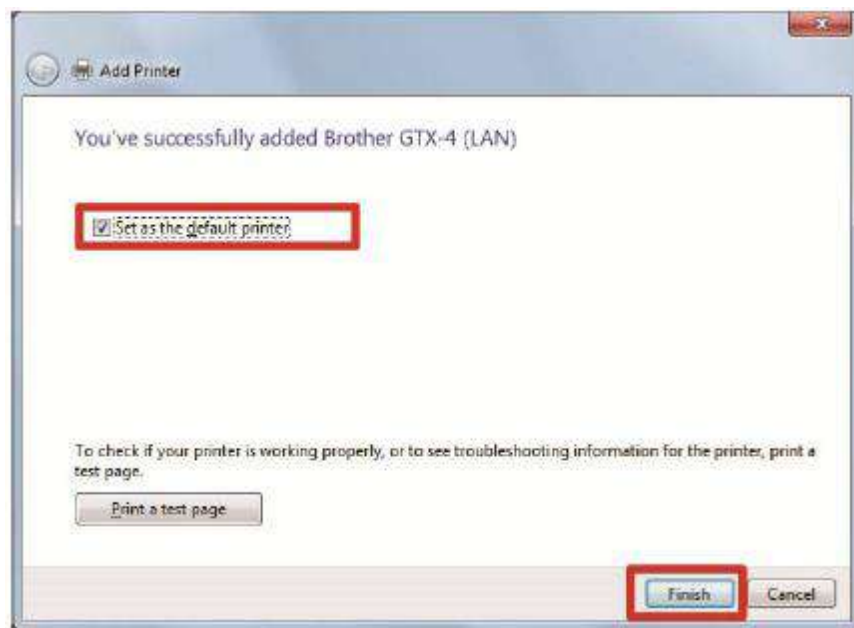 Add Printer
You've successfully added Brother GTX-4 (LAN)
Set as the default printer
To check if your printer is working properly, or to see troubleshooting information for the printer, print a
test page.
Print a test page
Finish Cancel